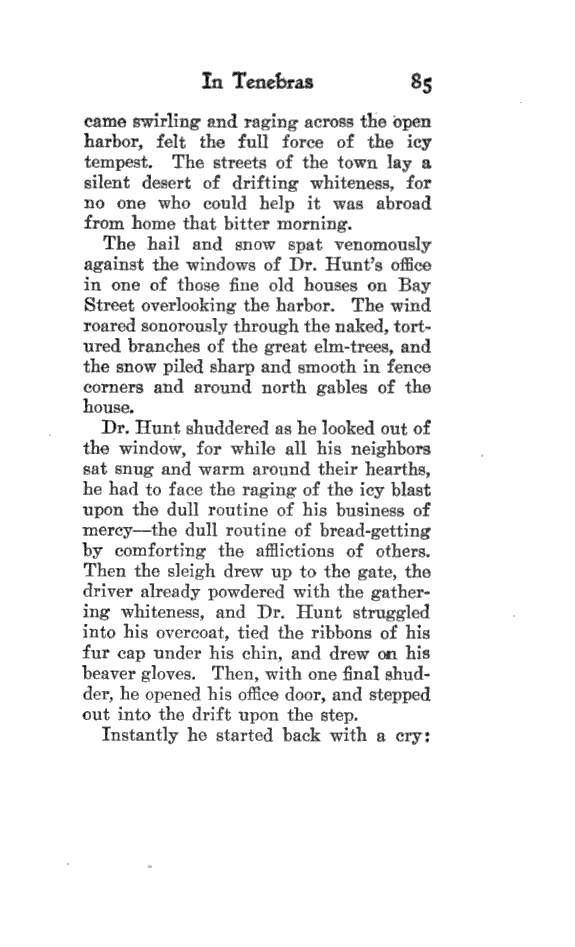 In Tenebras 85
came swirling and raging across the open
harbor, felt the full force of the icy
tempest. The streets of the town lay a
silent desert of drifting whiteness, for
no one who could help it was abroad
from home that bitter morning.
The hail and snow spat venomously
against the windows of Dr. Hunt's office
in one of those fine old houses on Bay
Street overlooking the harbor. The wind
roared sonorously through the naked, tort-
ured branches of the great elm-trees, and
the snow piled sharp and smooth in fence
corners and around north gables of the
house.
Dr. Hunt shuddered as he looked out of
the window, for while all his neighbors
sat snug and warm around their hearths,
he had to face the raging of the icy blast
upon the dull routine of his business of
mercy—the dull routine of bread-getting
by comforting the afflictions of others.
Then the sleigh drew up to the gate, the
driver already powdered with the gather-
ing whiteness, and Dr. Hunt struggled
into his overcoat, tied the ribbons of his
fur cap under his chin, and drew on his
beaver gloves. Then, with one final shud-
der, he opened his office door, and stepped
out into the drift upon the step.
Instantly he started back with a cry: